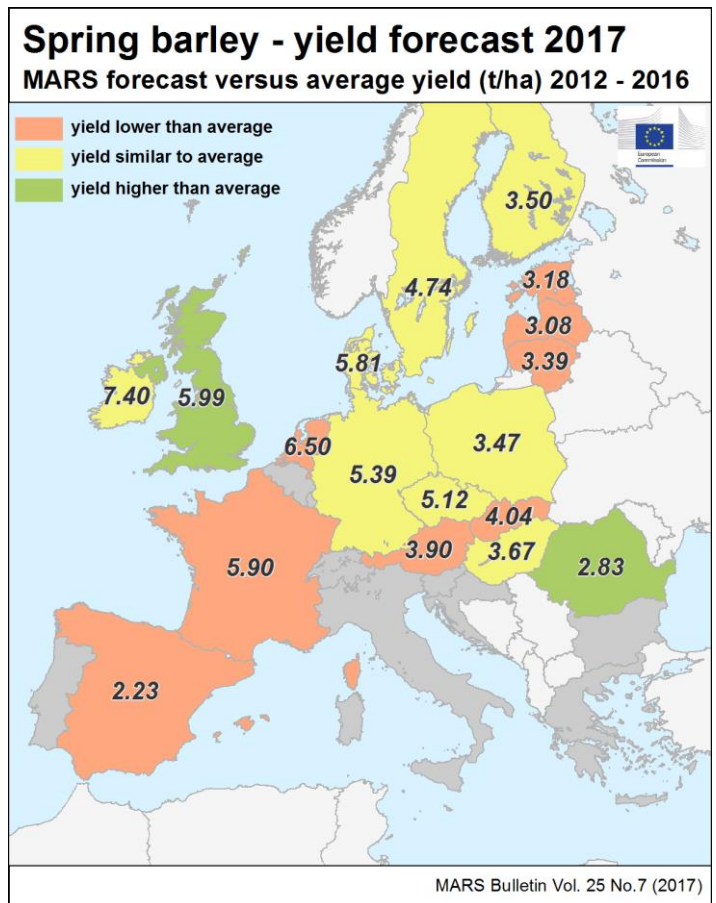 Spring barley - yield forecast 2017
MARS forecast versus average yield (t/ha) 2012 - 2016
yield lower than average
yield similar to average
yield higher than average
European
Commission
3.50
4.74
3.18
3.08
3.39
5.81
7.40
5.99
6.50
5.39
3.47
5.12
4.04
3.90
3.67
5.90
2.83
2.23
MARS Bulletin Vol. 25 No.7 (2017)